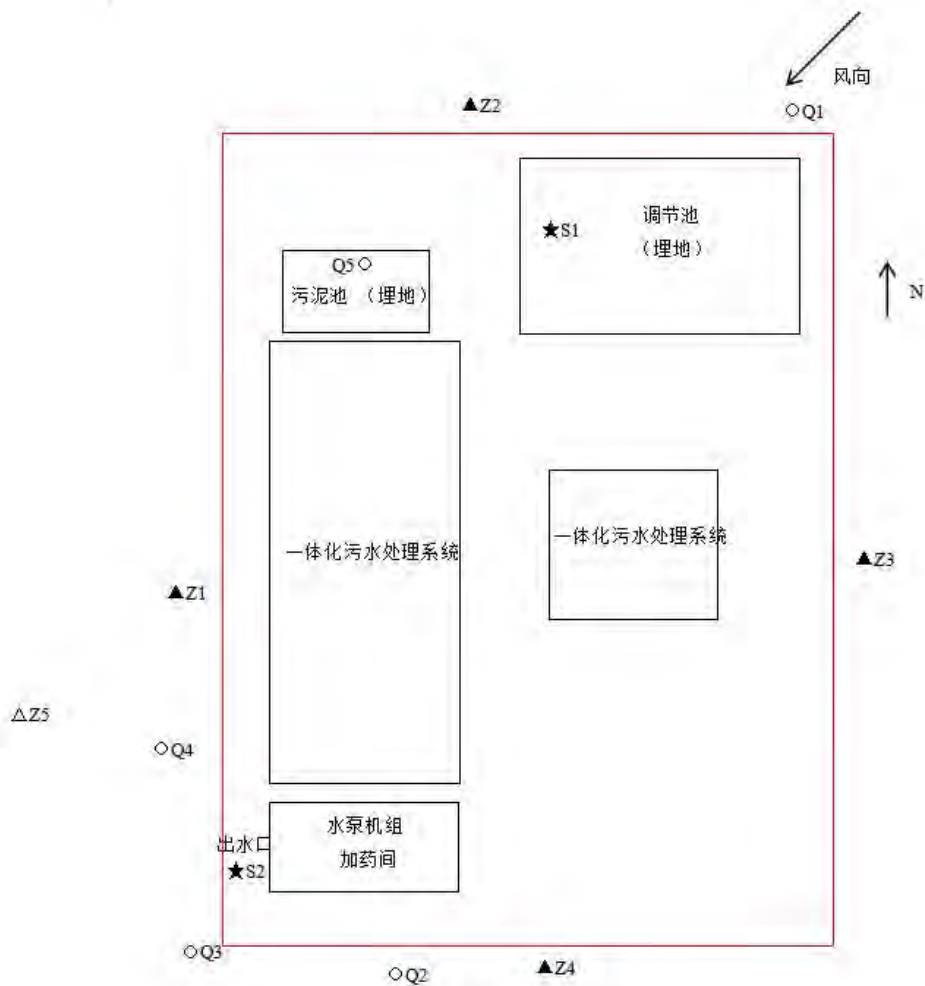 风向
▲Z2
○Q1
调节池
★S1
（埋地）
Q5○
污泥池 （埋地）
N
一体化污水处理系统
一体化污水处理系统
▲Z3
▲Z1
△Z5
○Q4
水泵机组
出水口
加药间
★S2
○Q3
○Q2
▲Z4